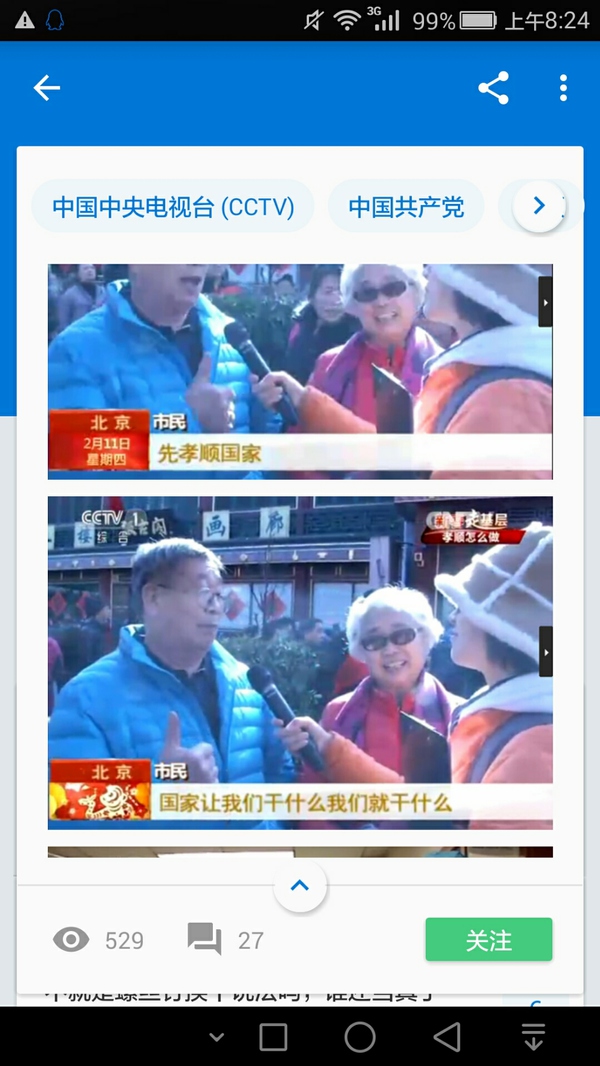 3G
99%
上午8:24
中国中央电视台 (CCTV)
中国共产党
北京
市民
2月11日
星期四
先孝顺国家
CCTV 1
综合
画廊
走基层
孝顺怎么做
北京
市民
国家让我们干什么我们就干什么
529
27
关注